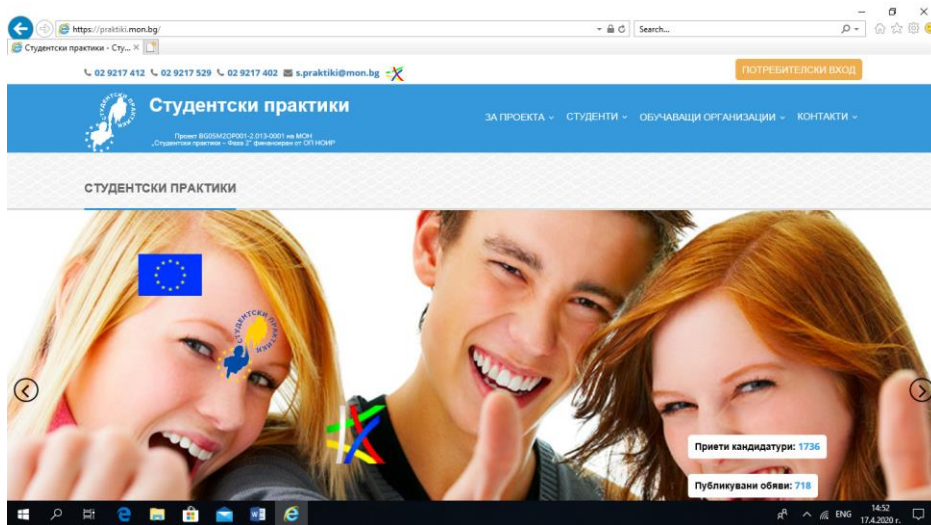 https://praktiki.mon.bg/
Search...
Студентски практики - Сту...
02 9217 412 02 9217 529 02 9217 402 s.praktiki@mon.bg
ПОТРЕБИТЕЛСКИ ВХОД
Студентски практики
Проект BG05M2OP001-2.013-0001 на МОН
„Студентски практики – Фаза 2" финансиран от ОП НОИР
ЗА ПРОЕКТА СТУДЕНТИ ОБУЧАВАЩИ ОРГАНИЗАЦИИ КОНТАКТИ
СТУДЕНТСКИ ПРАКТИКИ
СТУДЕНТСКИ ПРАКТИКИ
Приети кандидатури: 1736
Публикувани обяви: 718
ENG
14:52
17.4.2020 г.